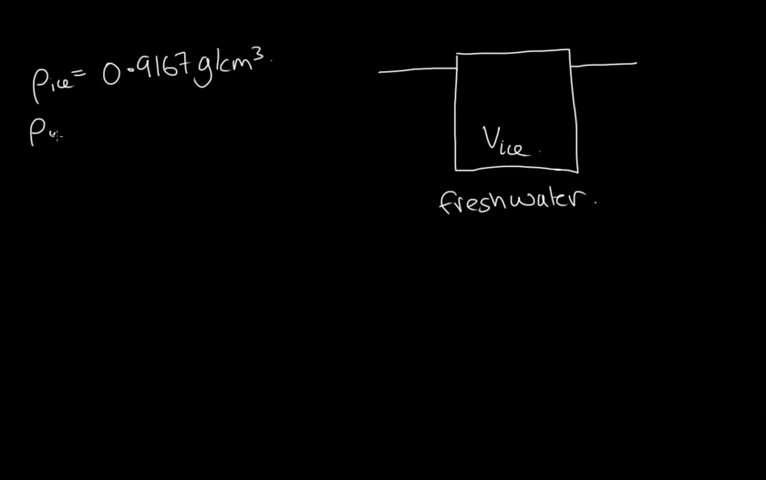 ρice= 0.9167 g/cm³.
ρ
Vice.
freshwater.